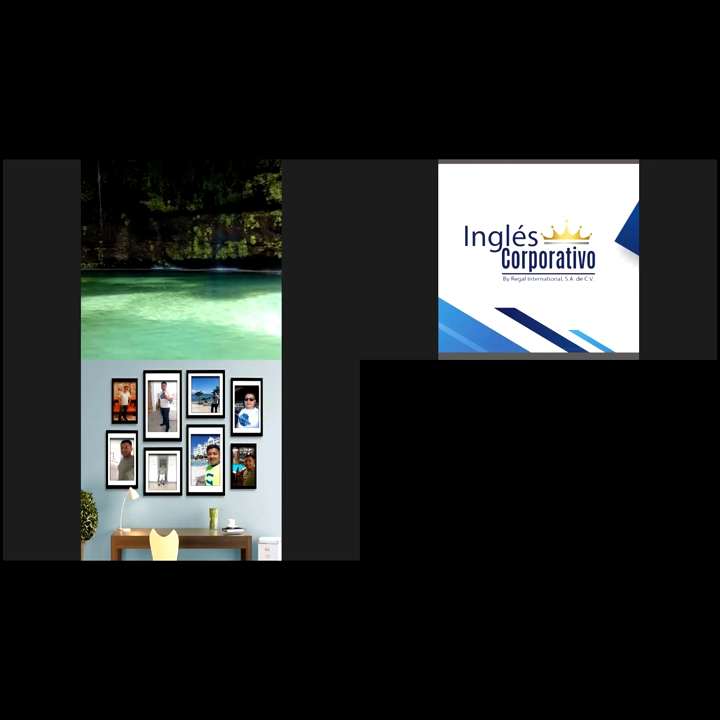 Inglés
Corporativo
By Regal International, S.A. de C.V.